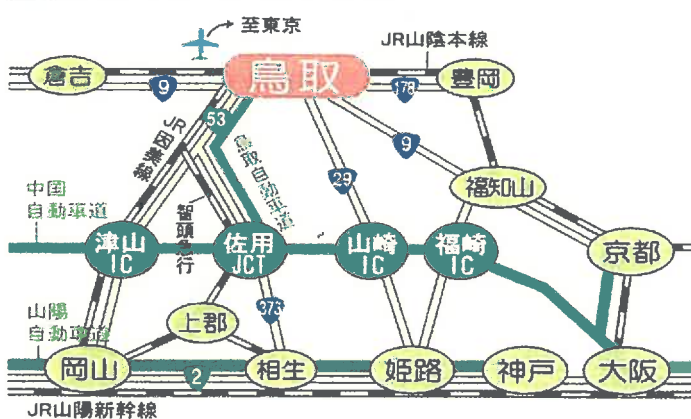 至東京
JR山陰本線
倉吉
9
鳥取
178
豊岡
53
JR
因美線
鳥取自動車道
29
9
中国
自動車道
智頭急行
福知山
津山
IC
佐用
JCT
山崎
IC
福崎
IC
京都
373
上郡
山陽
自動車道
岡山
2
相生
姫路
神戸
大阪
JR山陽新幹線